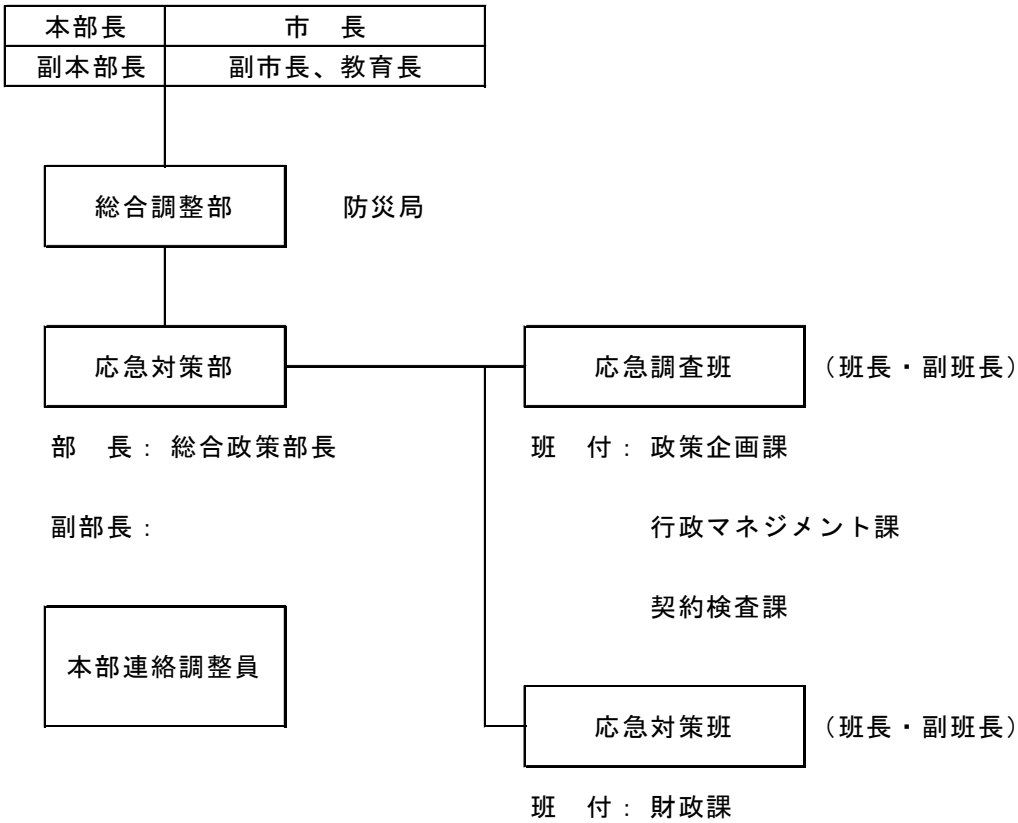 本部長 市　長
副本部長 副市長、教育長
総合調整部 防災局
応急対策部 応急調査班 （班長・副班長）
部　長： 総合政策部長 班　付： 政策企画課
副部長： 行政マネジメント課
契約検査課
本部連絡調整員
応急対策班 （班長・副班長）
班　付： 財政課